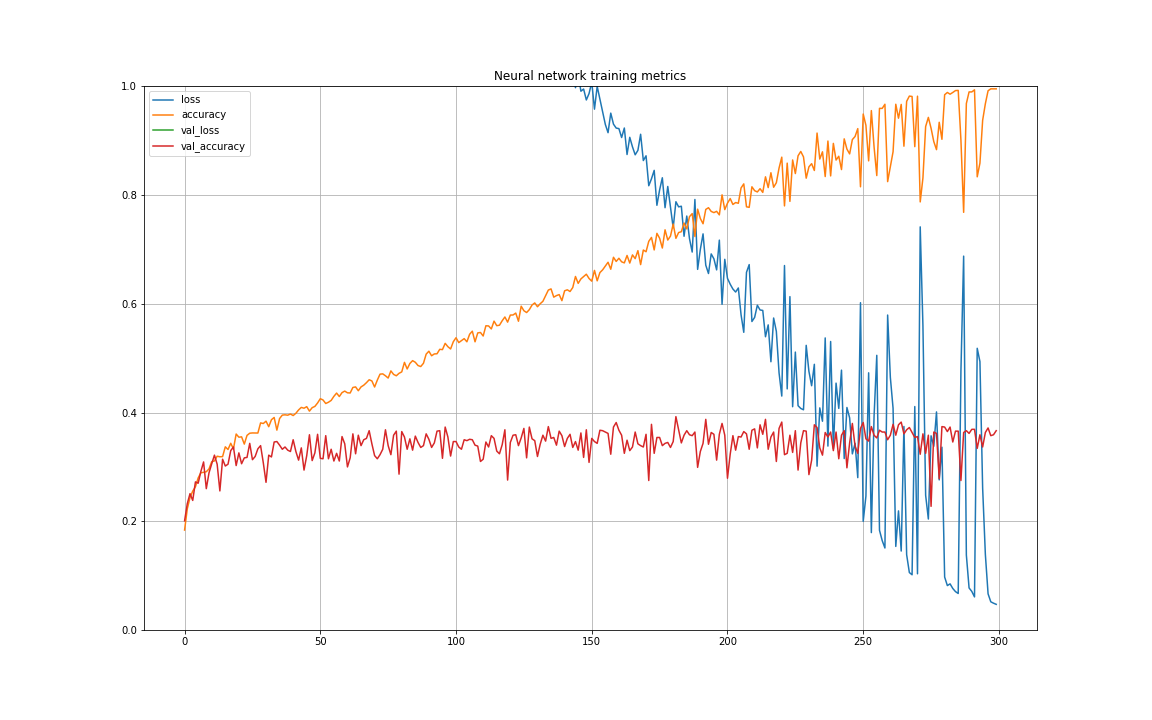 Neural network training metrics
1.0
loss
accuracy
val_loss
val_accuracy
0.8
0.6
0.4
0.2
0.0
0 50 100 150 200 250 300